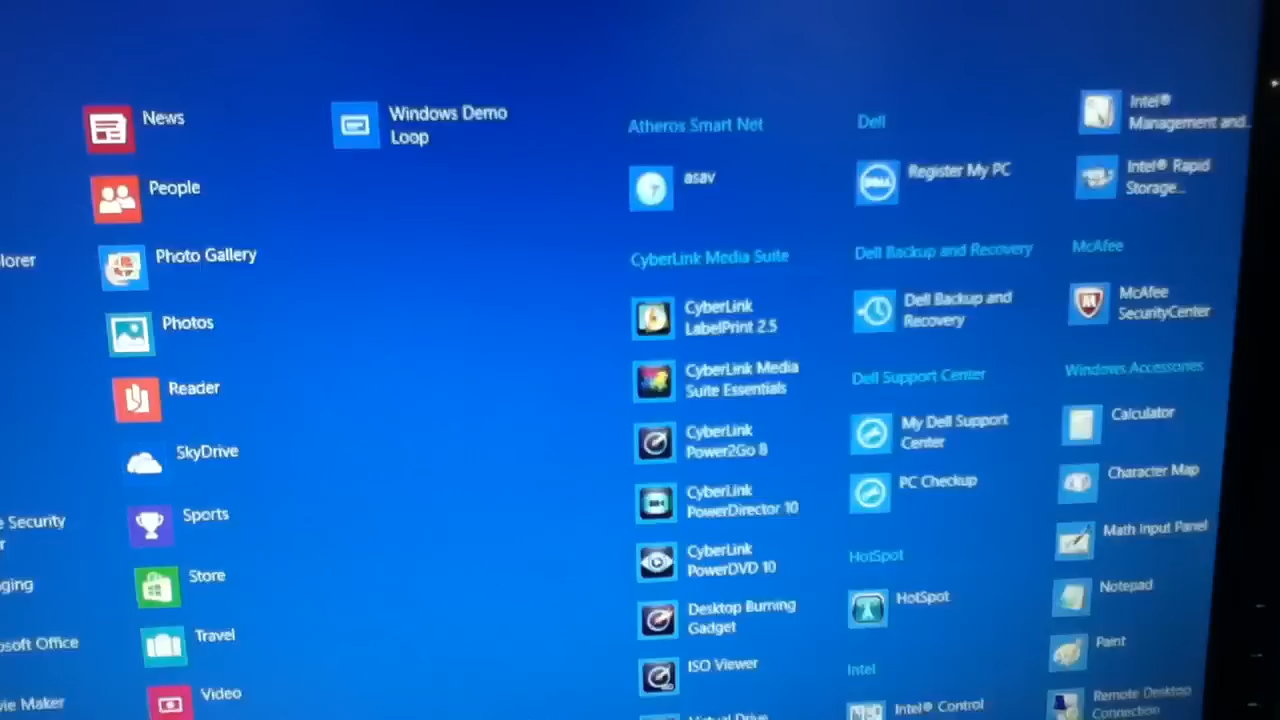 lorer
e Security
r
ging
osoft Office
vie Maker
News
People
Photo Gallery
Photos
Reader
SkyDrive
Sports
Store
Travel
Video
Windows Demo
Loop
Atheros Smart Net
asav
CyberLink Media Suite
CyberLink
LabelPrint 2.5
CyberLink Media
Suite Essentials
CyberLink
Power2Go 8
CyberLink
PowerDirector 10
CyberLink
PowerDVD 10
Desktop Burning
Gadget
ISO Viewer
Virtual Drive
Dell
DELL
Register My PC
Dell Backup and Recovery
Dell Backup and
Recovery
Dell Support Center
My Dell Support
Center
PC Checkup
HotSpot
HotSpot
Intel
Intel® Control
Intel®
Management and...
Intel® Rapid
Storage...
McAfee
McAfee
SecurityCenter
Windows Accessories
Calculator
Character Map
Math Input Panel
Notepad
Paint
Remote Desktop
Connection